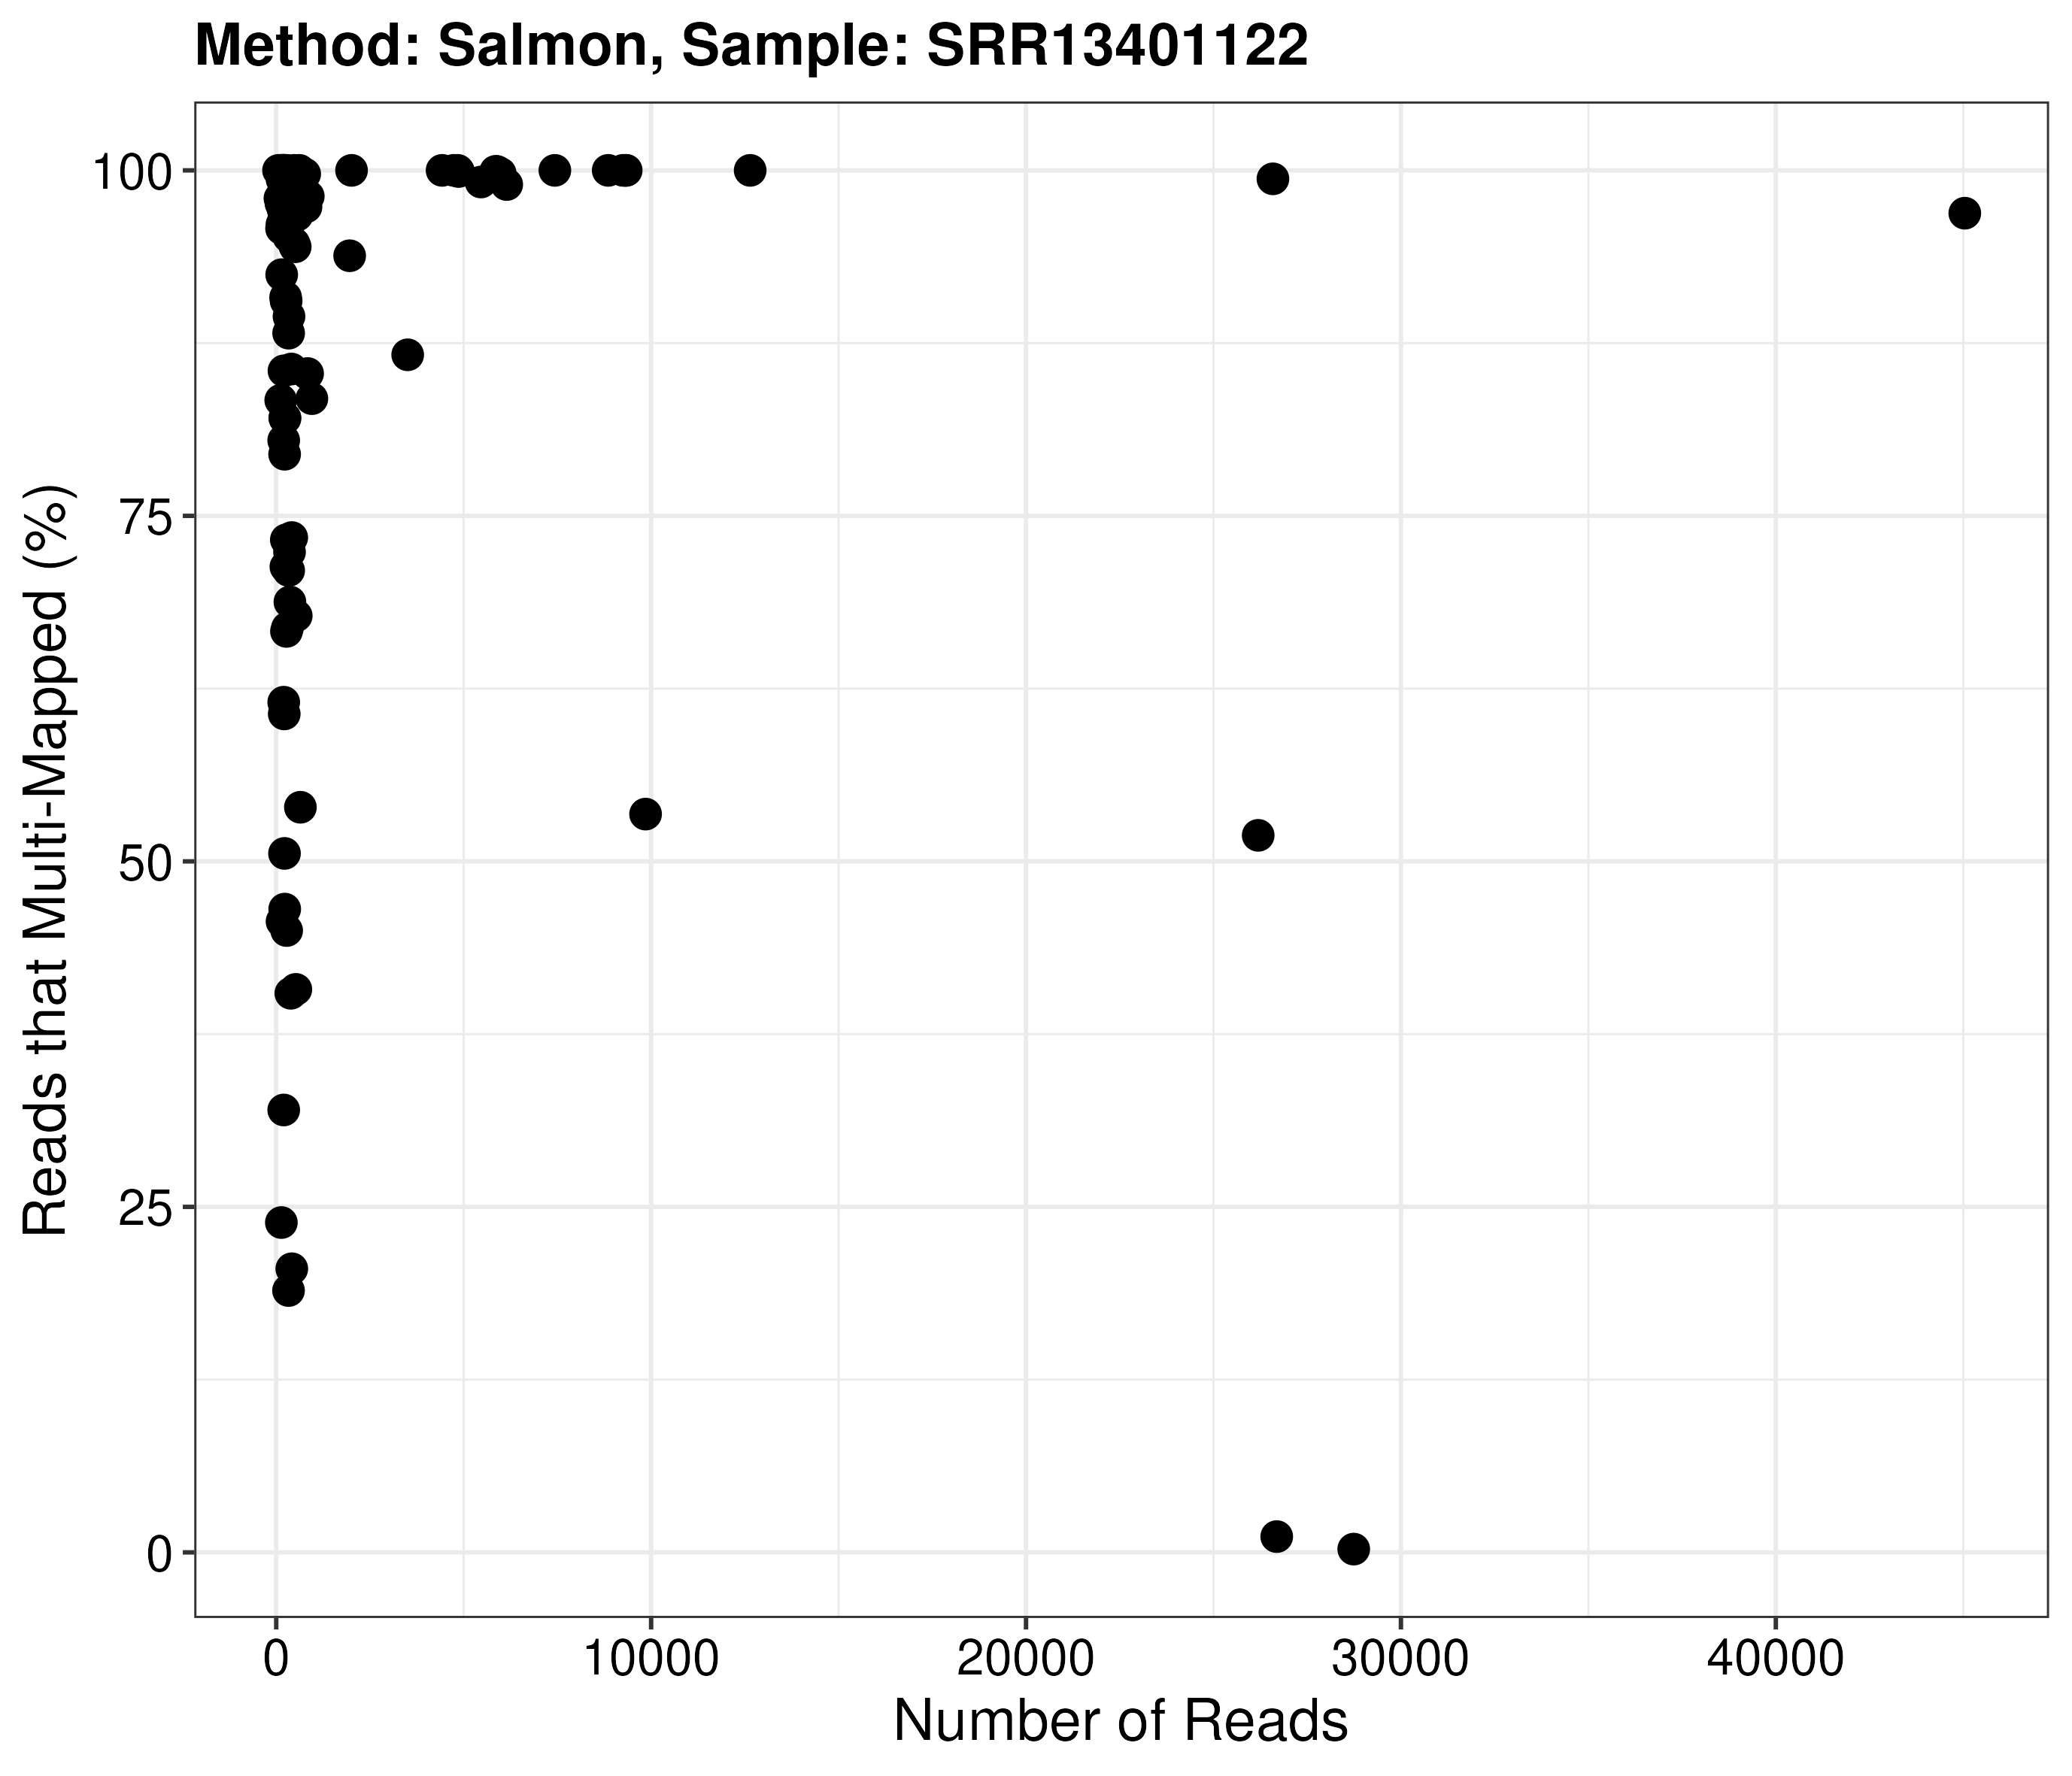 Method: Salmon, Sample: SRR13401122
Reads that Multi-Mapped (%)
100
75
50
25
0
0 10000 20000 30000 40000
Number of Reads